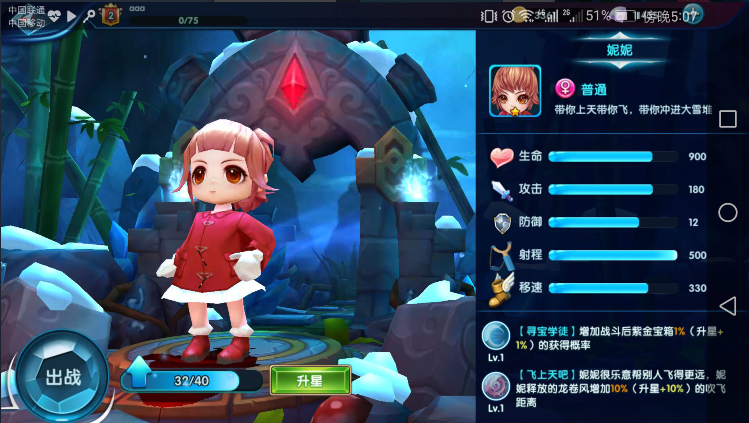 中国联通
中国移动
2
aaa
0/75
4G
2G
51%
傍晚5:07
妮妮
普通
带你上天带你飞，带你冲进大雪堆
生命
900
攻击
180
防御
12
射程
500
移速
330
【寻宝学徒】增加战斗后紫金宝箱1%（升星+
1%）的获得概率
Lv.1
【飞上天吧】妮妮很乐意帮别人飞得更远，妮
妮释放的龙卷风增加10%（升星+10%）的吹飞
距离
Lv.1
出战
32/40
升星